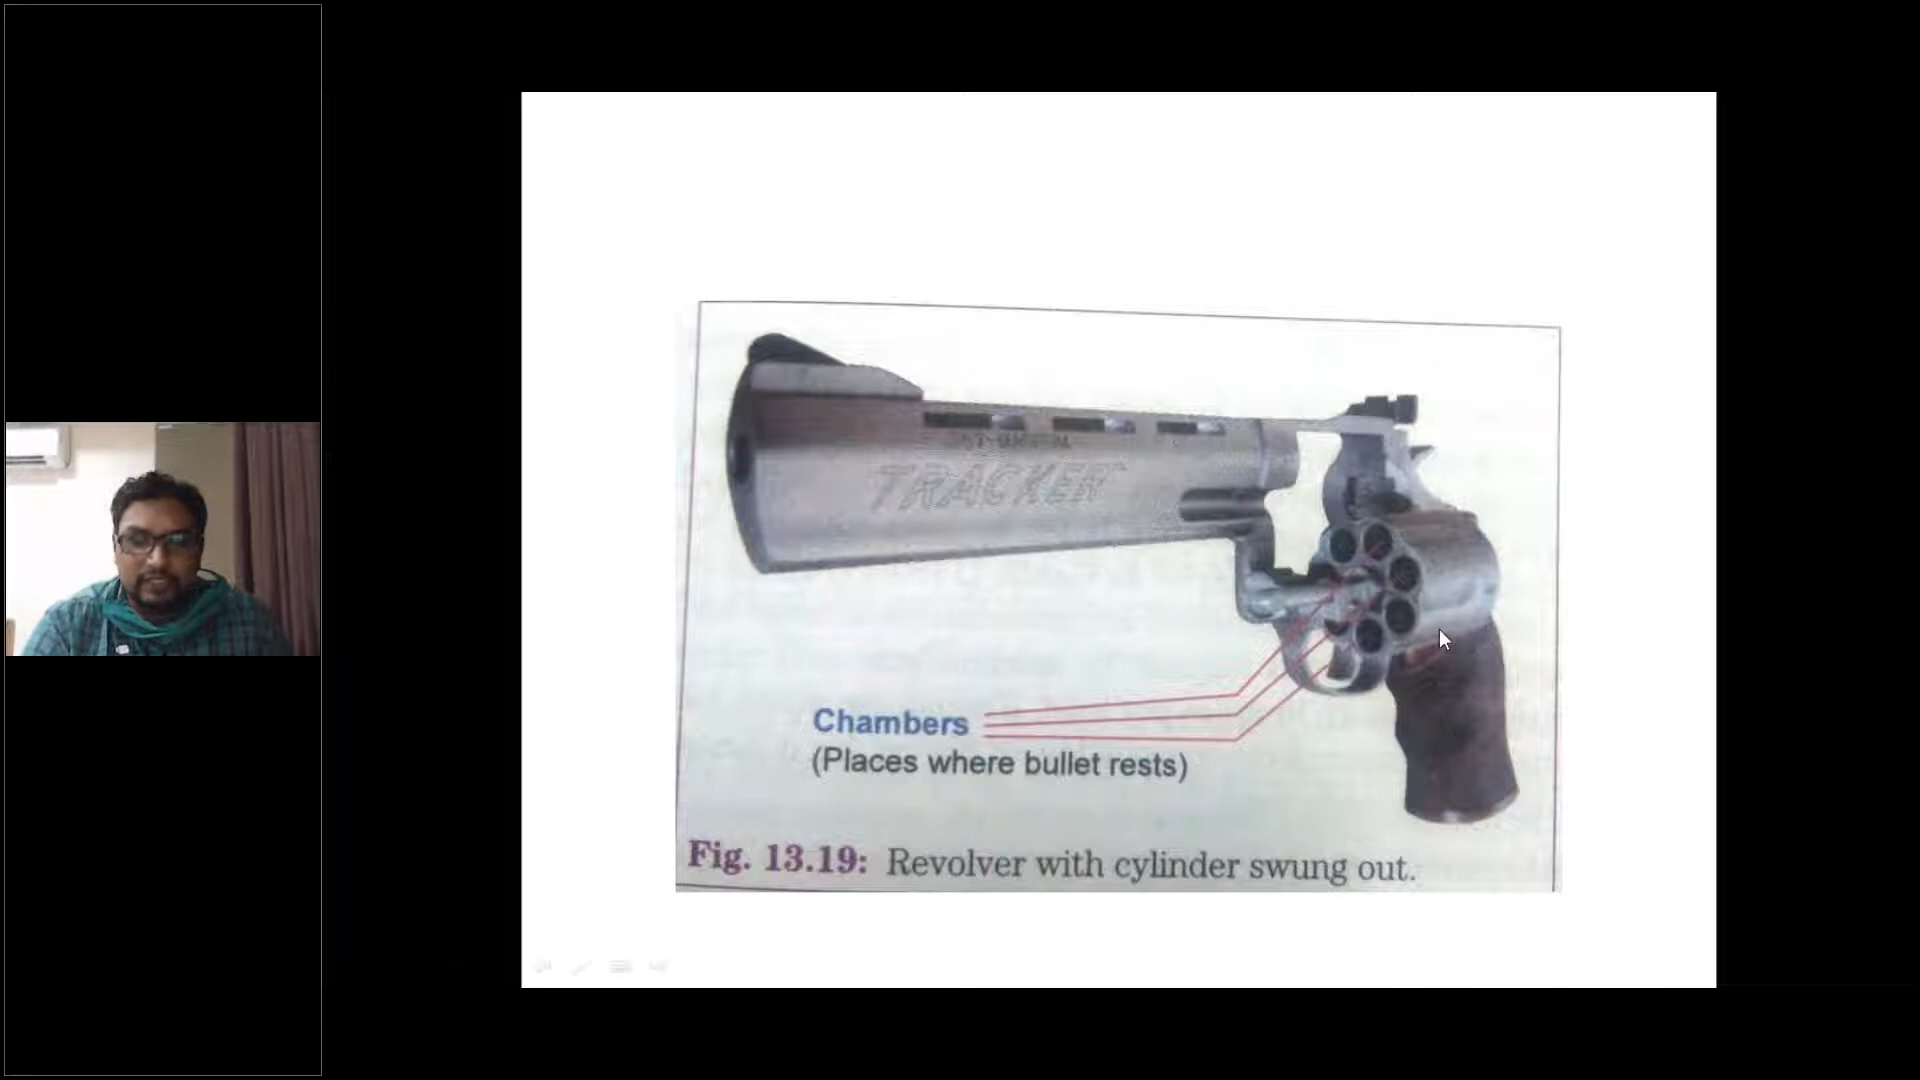 TRACKER
Chambers
(Places where bullet rests)
Fig. 13.19: Revolver with cylinder swung out.